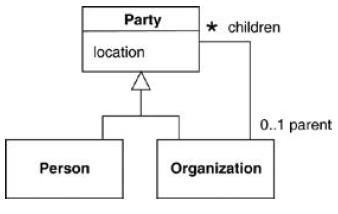 Party
* children
location
0..1 parent
Person
Organization